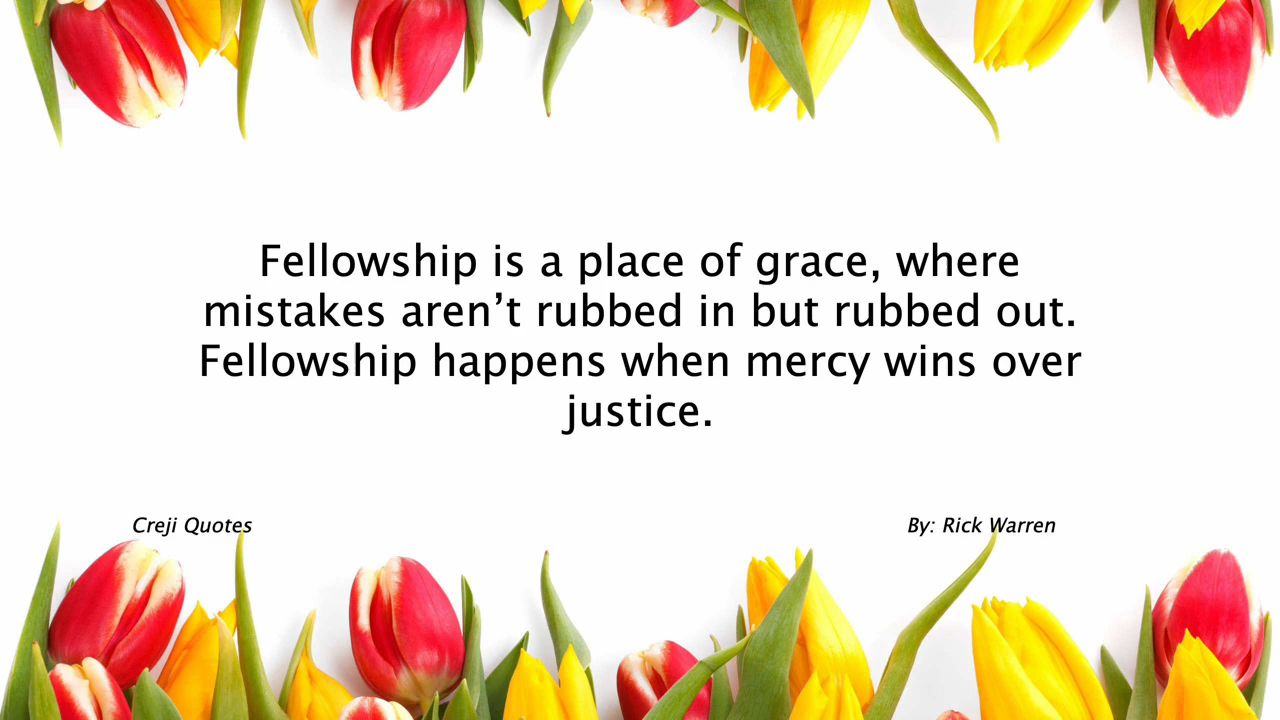 Fellowship is a place of grace, where
mistakes aren’t rubbed in but rubbed out.
Fellowship happens when mercy wins over
justice.
Creji Quotes
By: Rick Warren